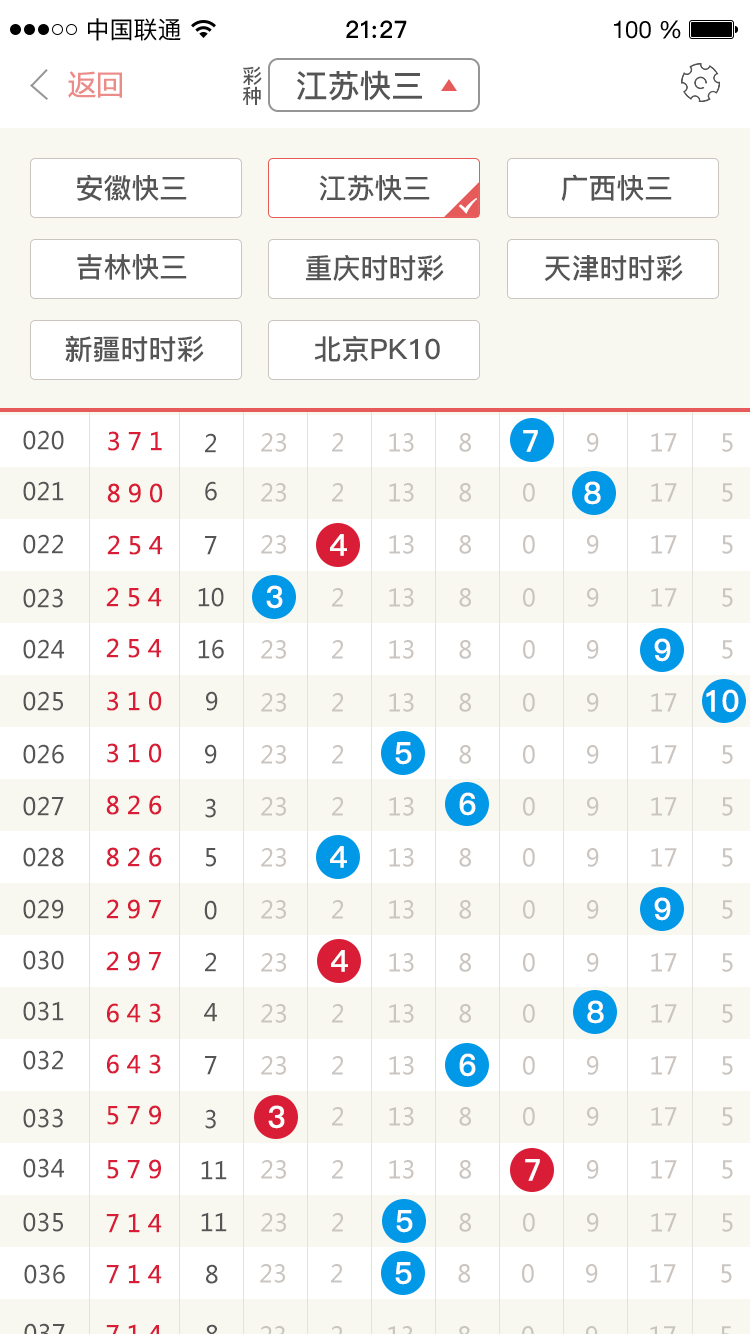 中国联通 21:27 100 %
返回 彩种 江苏快三
安徽快三 江苏快三 广西快三
吉林快三 重庆时时彩 天津时时彩
新疆时时彩 北京PK10
020 3 7 1 2 23 2 13 8 7 9 17 5
021 8 9 0 6 23 2 13 8 0 8 17 5
022 2 5 4 7 23 4 13 8 0 9 17 5
023 2 5 4 10 3 2 13 8 0 9 17 5
024 2 5 4 16 23 2 13 8 0 9 9 5
025 3 1 0 9 23 2 13 8 0 9 17 10
026 3 1 0 9 23 2 5 8 0 9 17 5
027 8 2 6 3 23 2 13 6 0 9 17 5
028 8 2 6 5 23 4 13 8 0 9 17 5
029 2 9 7 0 23 2 13 8 0 9 9 5
030 2 9 7 2 23 4 13 8 0 9 17 5
031 6 4 3 4 23 2 13 8 0 8 17 5
032 6 4 3 7 23 2 13 6 0 9 17 5
033 5 7 9 3 3 2 13 8 0 9 17 5
034 5 7 9 11 23 2 13 8 7 9 17 5
035 7 1 4 11 23 2 5 8 0 9 17 5
036 7 1 4 8 23 2 5 8 0 9 17 5
037 7 1 4 8 23 2 13 8 0 9 17 5